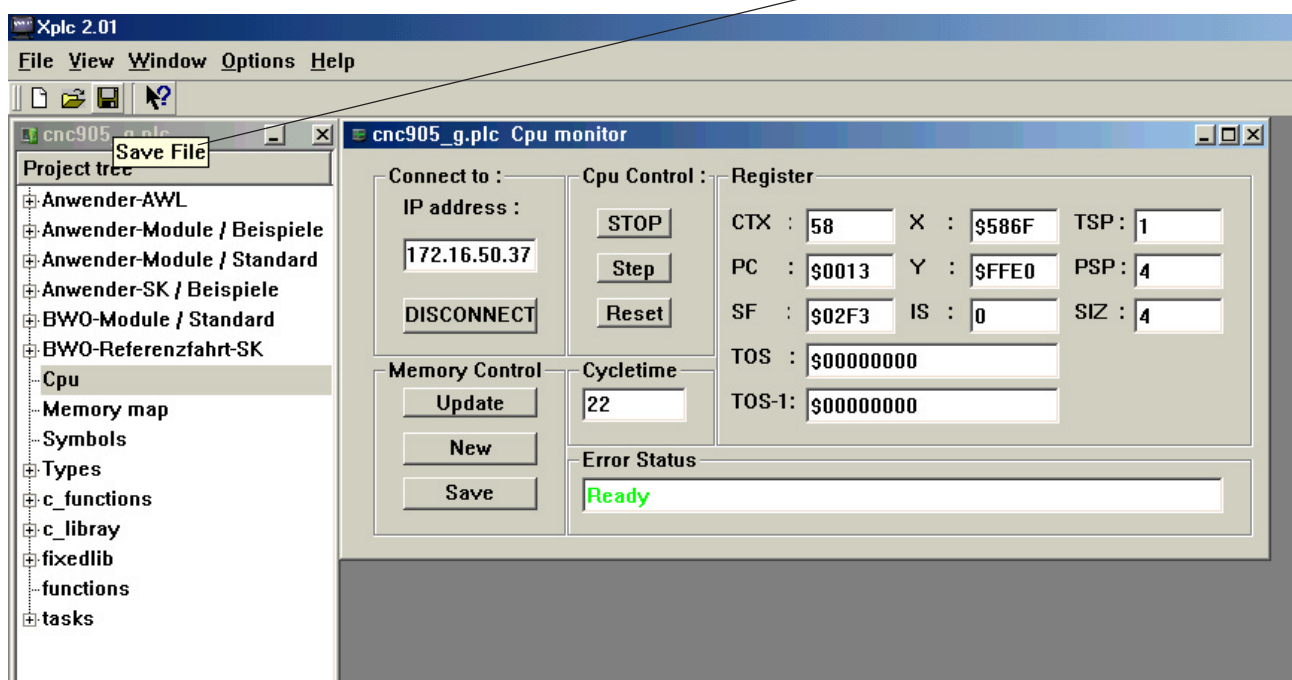 Xplc 2.01
File View Window Options Help
cnc905_g.plc
Save File
Project tree
Anwender-AWL
Anwender-Module / Beispiele
Anwender-Module / Standard
Anwender-SK / Beispiele
BWO-Module / Standard
BWO-Referenzfahrt-SK
Cpu
Memory map
Symbols
Types
c_functions
c_libray
fixedlib
functions
tasks
cnc905_g.plc Cpu monitor
Connect to :
IP address :
172.16.50.37
DISCONNECT
Cpu Control :
STOP
Step
Reset
Memory Control
Update
New
Save
Cycletime
22
Register
CTX : 58 X : $586F TSP : 1
PC : $0013 Y : $FFE0 PSP : 4
SF : $02F3 IS : 0 SIZ : 4
TOS : $00000000
TOS-1: $00000000
Error Status
Ready